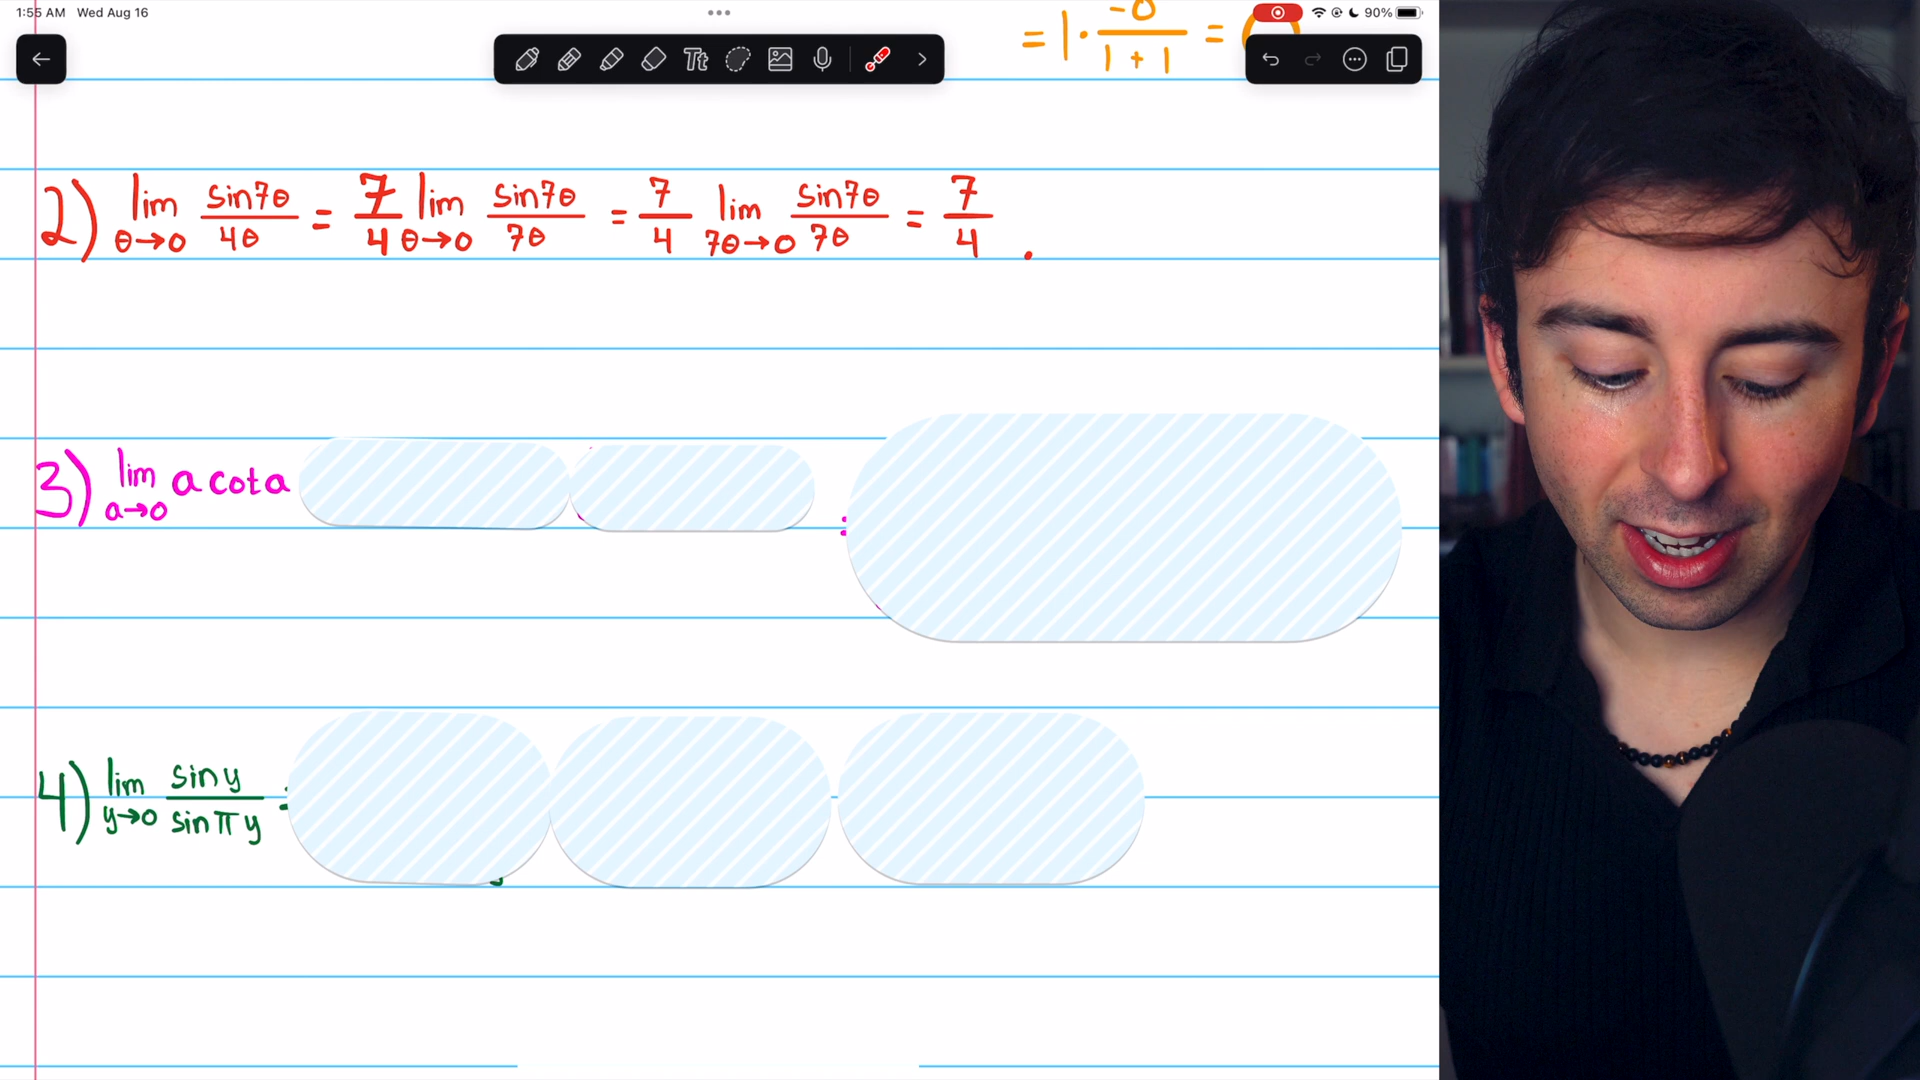 1:55 AM Wed Aug 16
90%
= 1 · -0/(1 + 1) =
Tt
2) lim θ→0 sin7θ/4θ = 7/4 lim θ→0 sin7θ/7θ = 7/4 lim 7θ→0 sin7θ/7θ = 7/4 .
3) lim a→0 a cot a
4) lim y→0 sin y/sin π y =